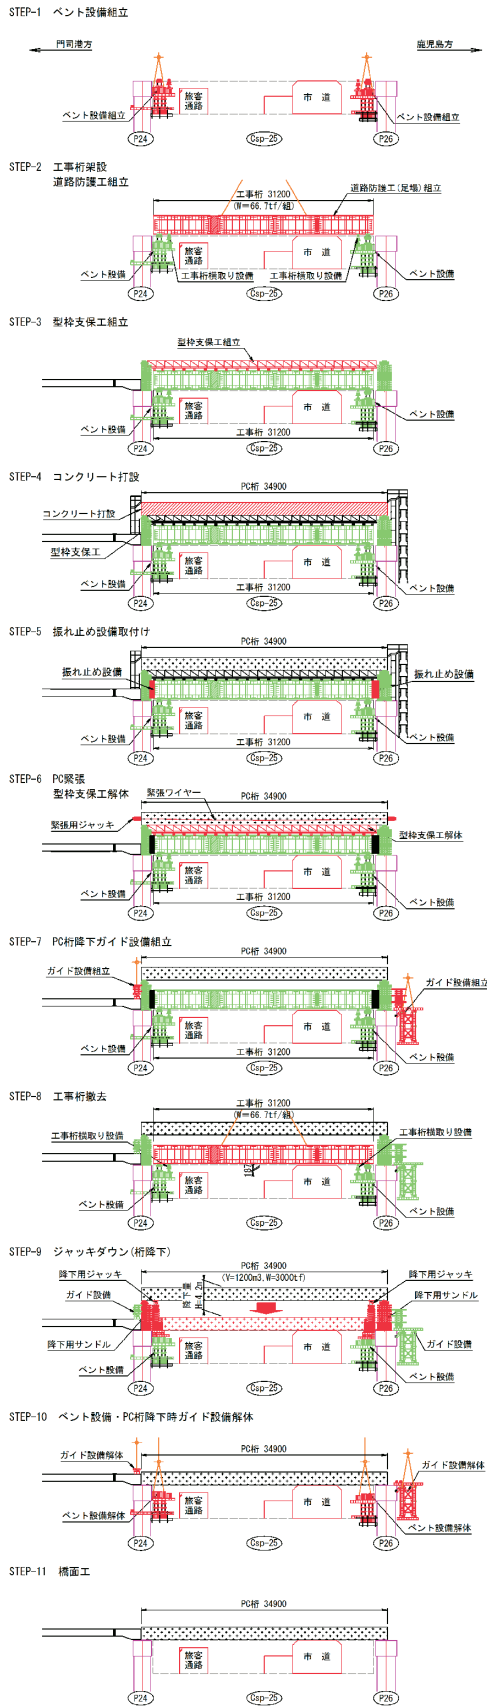 STEP-1 ベント設備組立
門司港方
鹿児島方
旅客
通路
市 道
ベント設備組立
ベント設備組立
P24
Csp-25
P26
STEP-2 工事桁架設
道路防護工組立
工事桁 31200
(W=66.7tf/組)
道路防護工(足場)組立
旅客
通路
市 道
ベント設備
工事桁横取り設備
工事桁横取り設備
ベント設備
P24
Csp-25
P26
STEP-3 型枠支保工組立
型枠支保工組立
旅客
通路
市 道
ベント設備
ベント設備
工事桁 31200
P24
Csp-25
P26
STEP-4 コンクリート打設
PC桁 34900
コンクリート打設
型枠支保工
旅客
通路
市 道
ベント設備
ベント設備
工事桁 31200
P24
Csp-25
P26
STEP-5 振れ止め設備取付け
PC桁 34900
振れ止め設備
振れ止め設備
旅客
通路
市 道
ベント設備
ベント設備
工事桁 31200
P24
Csp-25
P26
STEP-6 PC緊張
型枠支保工解体
緊張ワイヤー
PC桁 34900
緊張用ジャッキ
型枠支保工解体
旅客
通路
市 道
ベント設備
ベント設備
工事桁 31200
P24
Csp-25
P26
STEP-7 PC桁降下ガイド設備組立
PC桁 34900
ガイド設備組立
ガイド設備組立
旅客
通路
市 道
ベント設備
ベント設備
工事桁 31200
P24
Csp-25
P26
STEP-8 工事桁撤去
工事桁 31200
(W=66.7tf/組)
工事桁横取り設備
工事桁横取り設備
187
旅客
通路
市 道
ベント設備
ベント設備
P24
Csp-25
P26
STEP-9 ジャッキダウン(桁降下)
PC桁 34900
(V=1200m3,W=3000tf)
降下用ジャッキ
降下用ジャッキ
ガイド設備
降下量
H=4.2m
降下用サンドル
降下用サンドル
ガイド設備
旅客
通路
市 道
ベント設備
ベント設備
P24
Csp-25
P26
STEP-10 ベント設備・PC桁降下時ガイド設備解体
PC桁 34900
ガイド設備解体
ガイド設備解体
旅客
通路
市 道
ベント設備解体
ベント設備解体
P24
Csp-25
P26
STEP-11 橋面工
PC桁 34900
旅客
通路
市 道
P24
Csp-25
P26